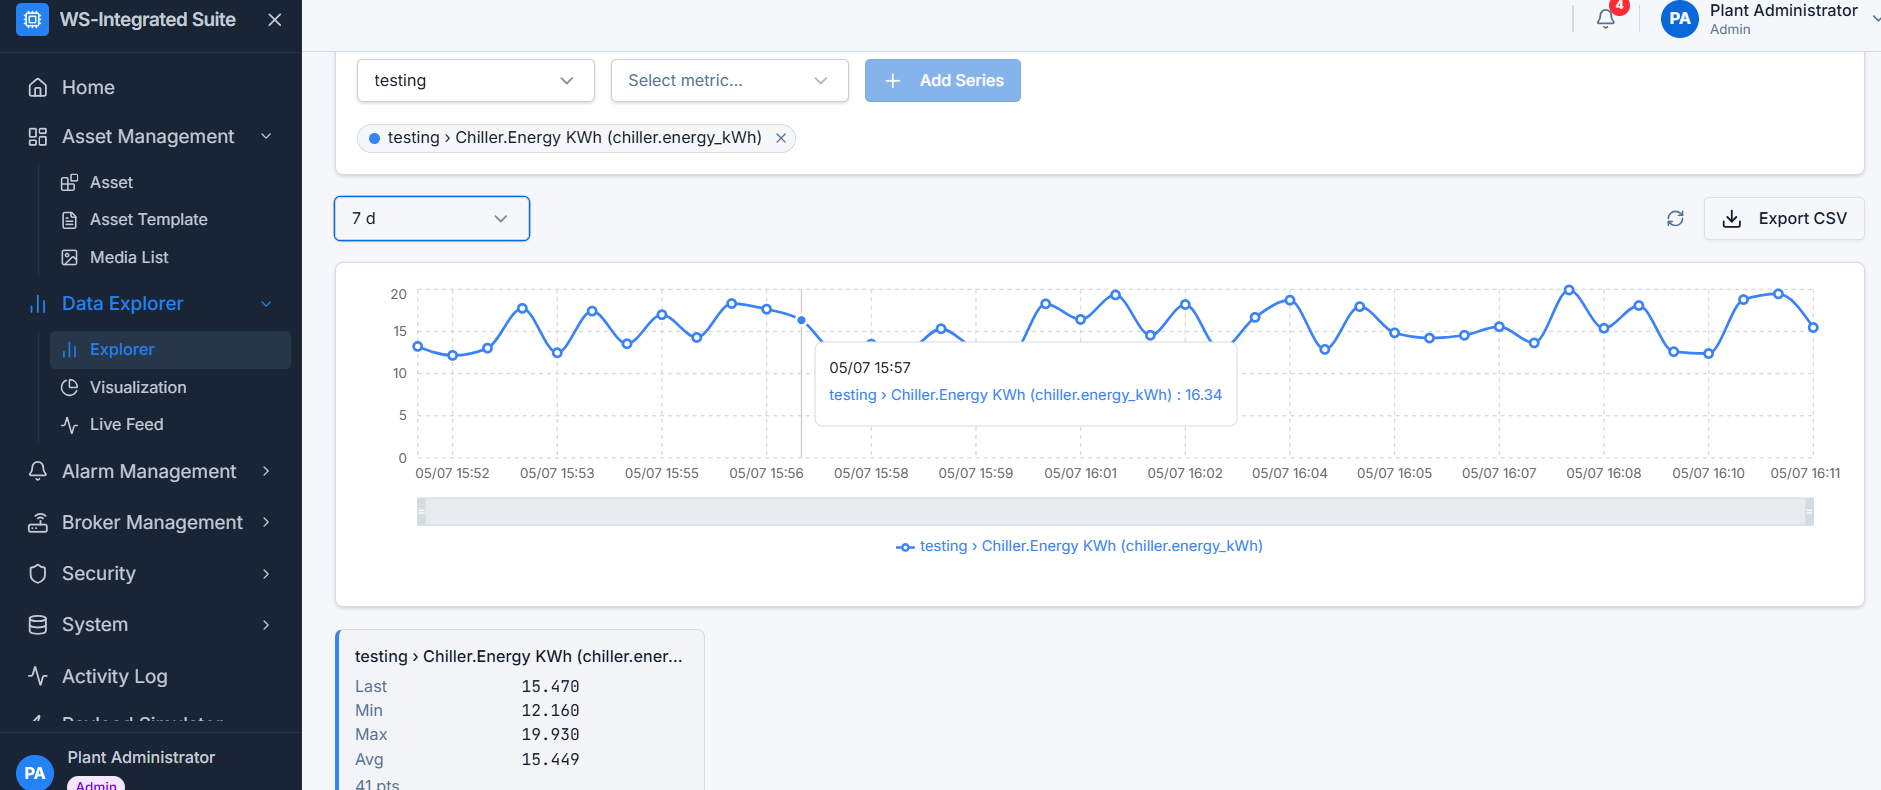 WS-Integrated Suite
4
PA
Plant Administrator
Admin
Home
Asset Management
Asset
Asset Template
Media List
Data Explorer
Explorer
Visualization
Live Feed
Alarm Management
Broker Management
Security
System
Activity Log
Payload Simulator
PA
Plant Administrator
Admin
testing
Select metric...
Add Series
testing › Chiller.Energy KWh (chiller.energy_kWh)
7 d
Export CSV
20
15
10
5
0
05/07 15:57
testing › Chiller.Energy KWh (chiller.energy_kWh) : 16.34
05/07 15:52 05/07 15:53 05/07 15:55 05/07 15:56 05/07 15:58 05/07 15:59 05/07 16:01 05/07 16:02 05/07 16:04 05/07 16:05 05/07 16:07 05/07 16:08 05/07 16:10 05/07 16:11
testing › Chiller.Energy KWh (chiller.energy_kWh)
testing › Chiller.Energy KWh (chiller.ener...
Last 15.470
Min 12.160
Max 19.930
Avg 15.449
41 pts